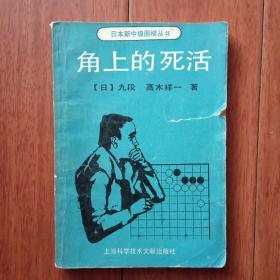 日本新中级围棋丛书
角上的死活
【日】九段 高木祥一 著
上海科学技术文献出版社